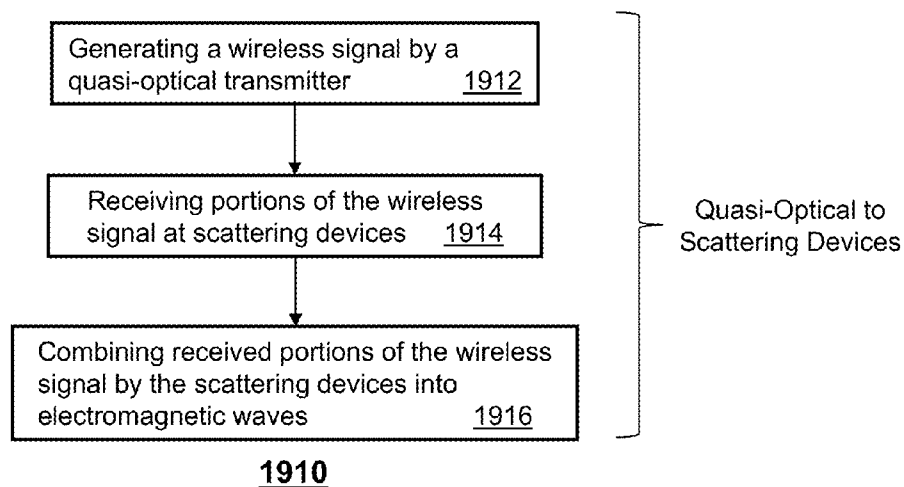 Generating a wireless signal by a
quasi-optical transmitter 1912
Receiving portions of the wireless
signal at scattering devices 1914
Combining received portions of the wireless
signal by the scattering devices into
electromagnetic waves 1916
Quasi-Optical to
Scattering Devices
1910